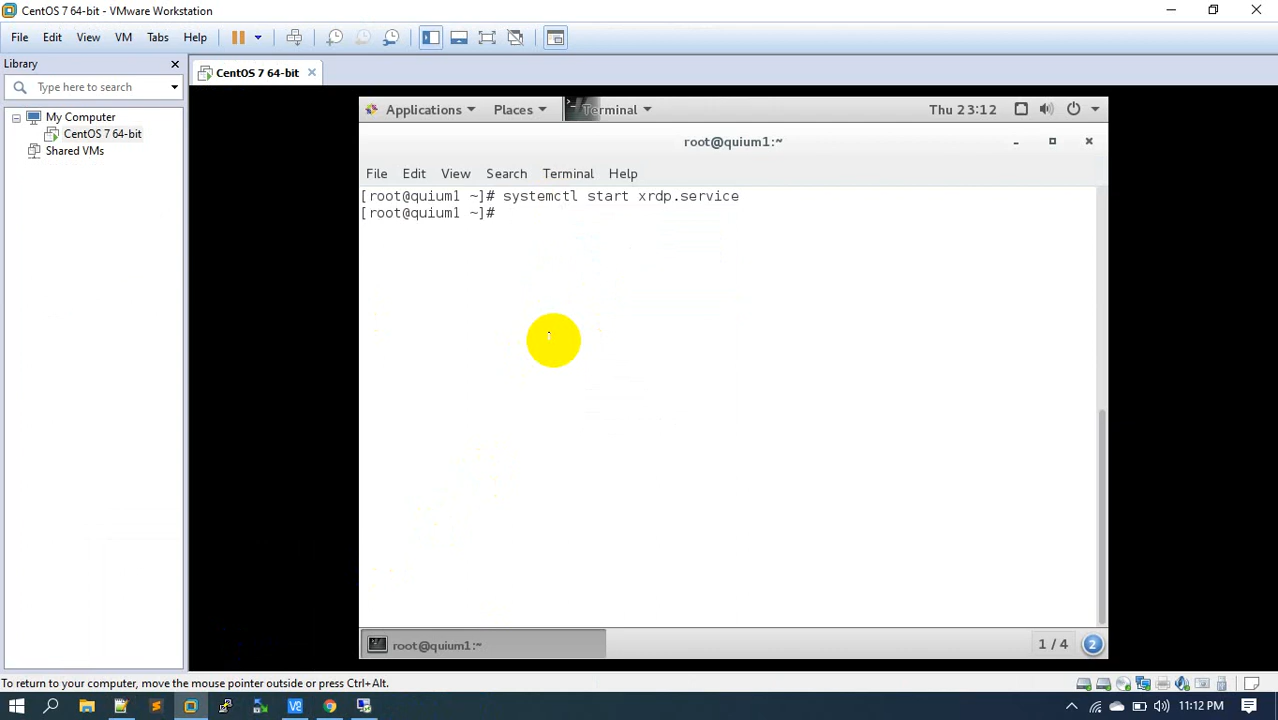 CentOS 7 64-bit - VMware Workstation
File Edit View VM Tabs Help
Library
Type here to search
CentOS 7 64-bit
My Computer
CentOS 7 64-bit
Shared VMs
Applications Places Terminal Thu 23:12
root@quium1:~
File Edit View Search Terminal Help
[root@quium1 ~]# systemctl start xrdp.service
[root@quium1 ~]#
root@quium1:~
1 / 4 2
To return to your computer, move the mouse pointer outside or press Ctrl+Alt.
11:12 PM